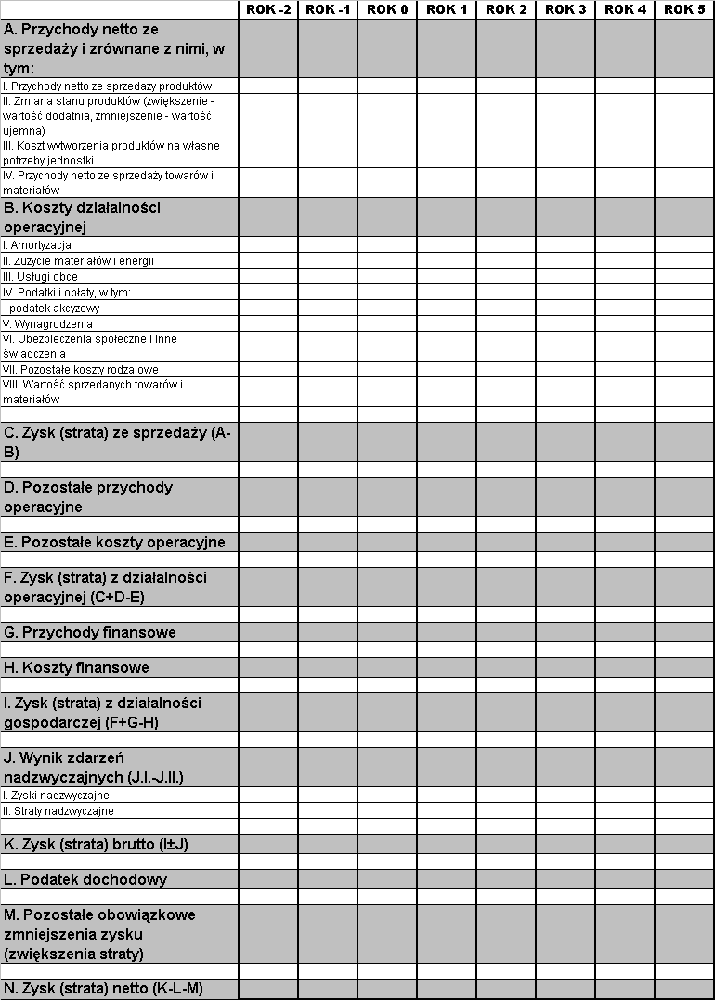 ROK -2 ROK -1 ROK 0 ROK 1 ROK 2 ROK 3 ROK 4 ROK 5
A. Przychody netto ze
sprzedaży i zrównane z nimi, w
tym:
I. Przychody netto ze sprzedaży produktów
II. Zmiana stanu produktów (zwiększenie -
wartość dodatnia, zmniejszenie - wartość
ujemna)
III. Koszt wytworzenia produktów na własne
potrzeby jednostki
IV. Przychody netto ze sprzedaży towarów i
materiałów
B. Koszty działalności
operacyjnej
I. Amortyzacja
II. Zużycie materiałów i energii
III. Usługi obce
IV. Podatki i opłaty, w tym:
- podatek akcyzowy
V. Wynagrodzenia
VI. Ubezpieczenia społeczne i inne
świadczenia
VII. Pozostałe koszty rodzajowe
VIII. Wartość sprzedanych towarów i
materiałów
C. Zysk (strata) ze sprzedaży (A-
B)
D. Pozostałe przychody
operacyjne
E. Pozostałe koszty operacyjne
F. Zysk (strata) z działalności
operacyjnej (C+D-E)
G. Przychody finansowe
H. Koszty finansowe
I. Zysk (strata) z działalności
gospodarczej (F+G-H)
J. Wynik zdarzeń
nadzwyczajnych (J.I.-J.II.)
I. Zyski nadzwyczajne
II. Straty nadzwyczajne
K. Zysk (strata) brutto (I±J)
L. Podatek dochodowy
M. Pozostałe obowiązkowe
zmniejszenia zysku
(zwiększenia straty)
N. Zysk (strata) netto (K-L-M)